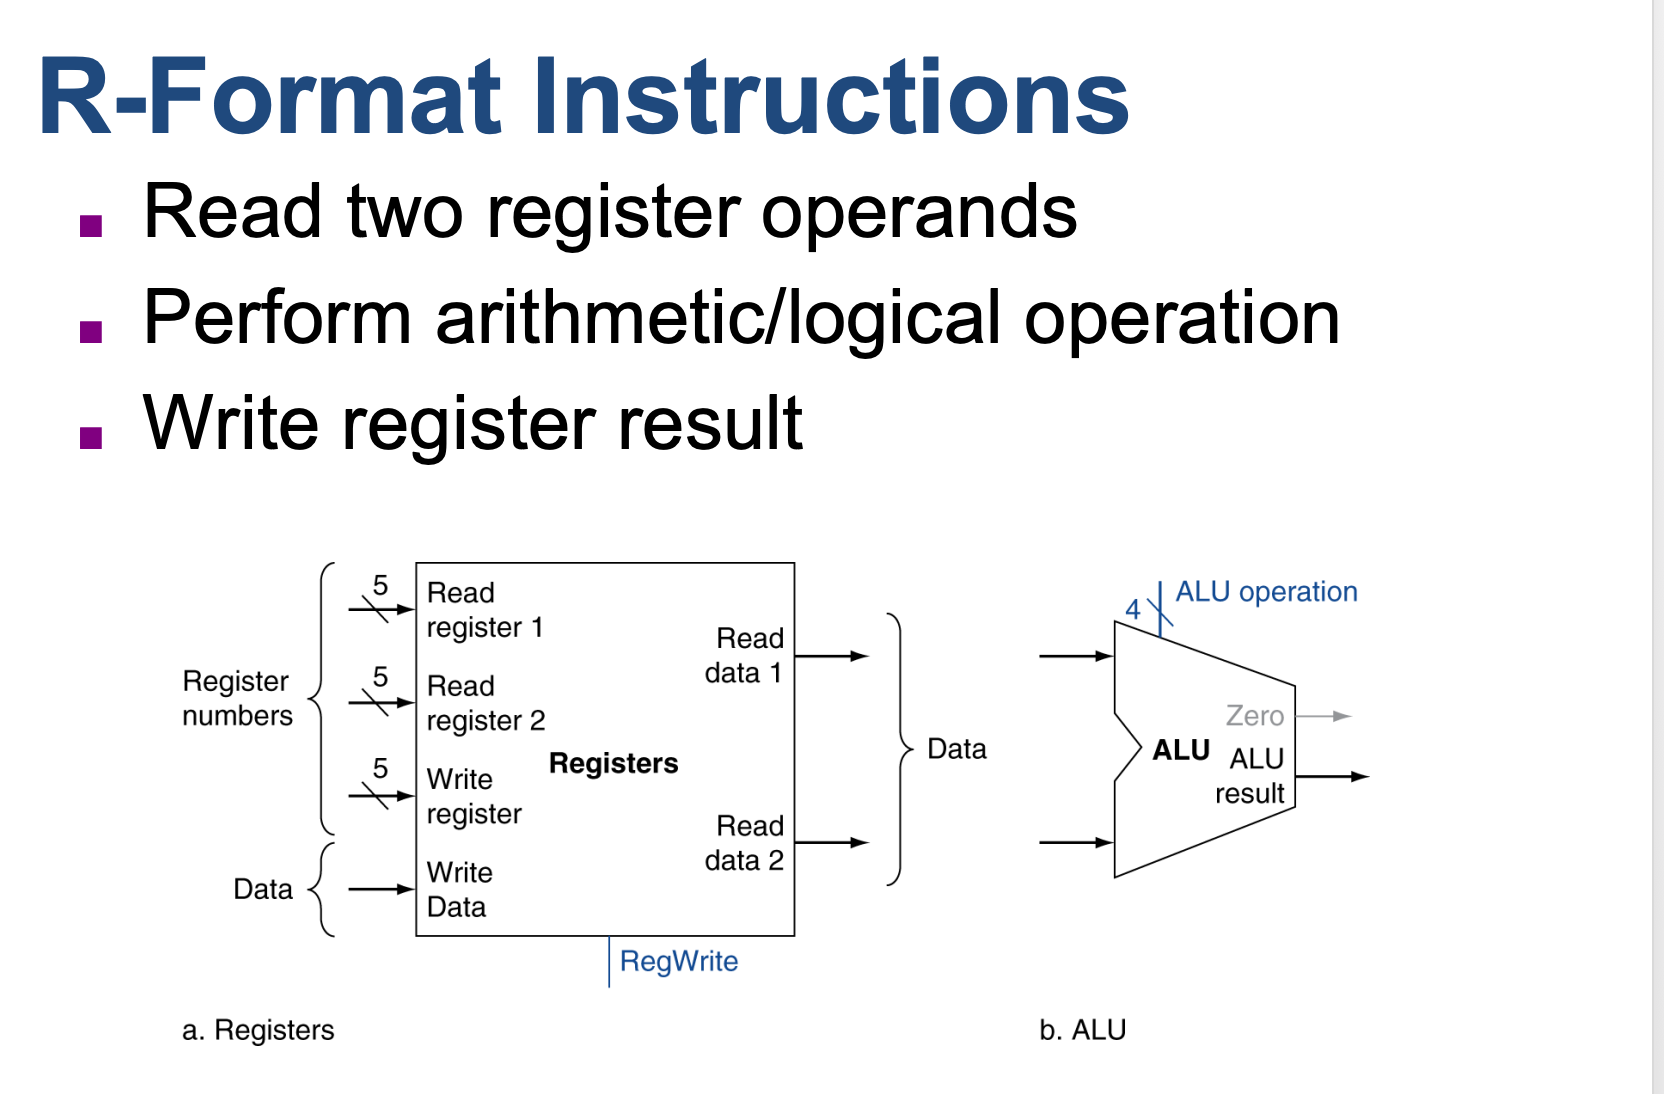 R-Format Instructions
Read two register operands
Perform arithmetic/logical operation
Write register result
Register
numbers
Data
5
5
5
Read
register 1
Read
register 2
Write
register
Write
Data
Registers
Read
data 1
Read
data 2
RegWrite
Data
4
ALU operation
Zero
ALU
ALU
result
a. Registers
b. ALU